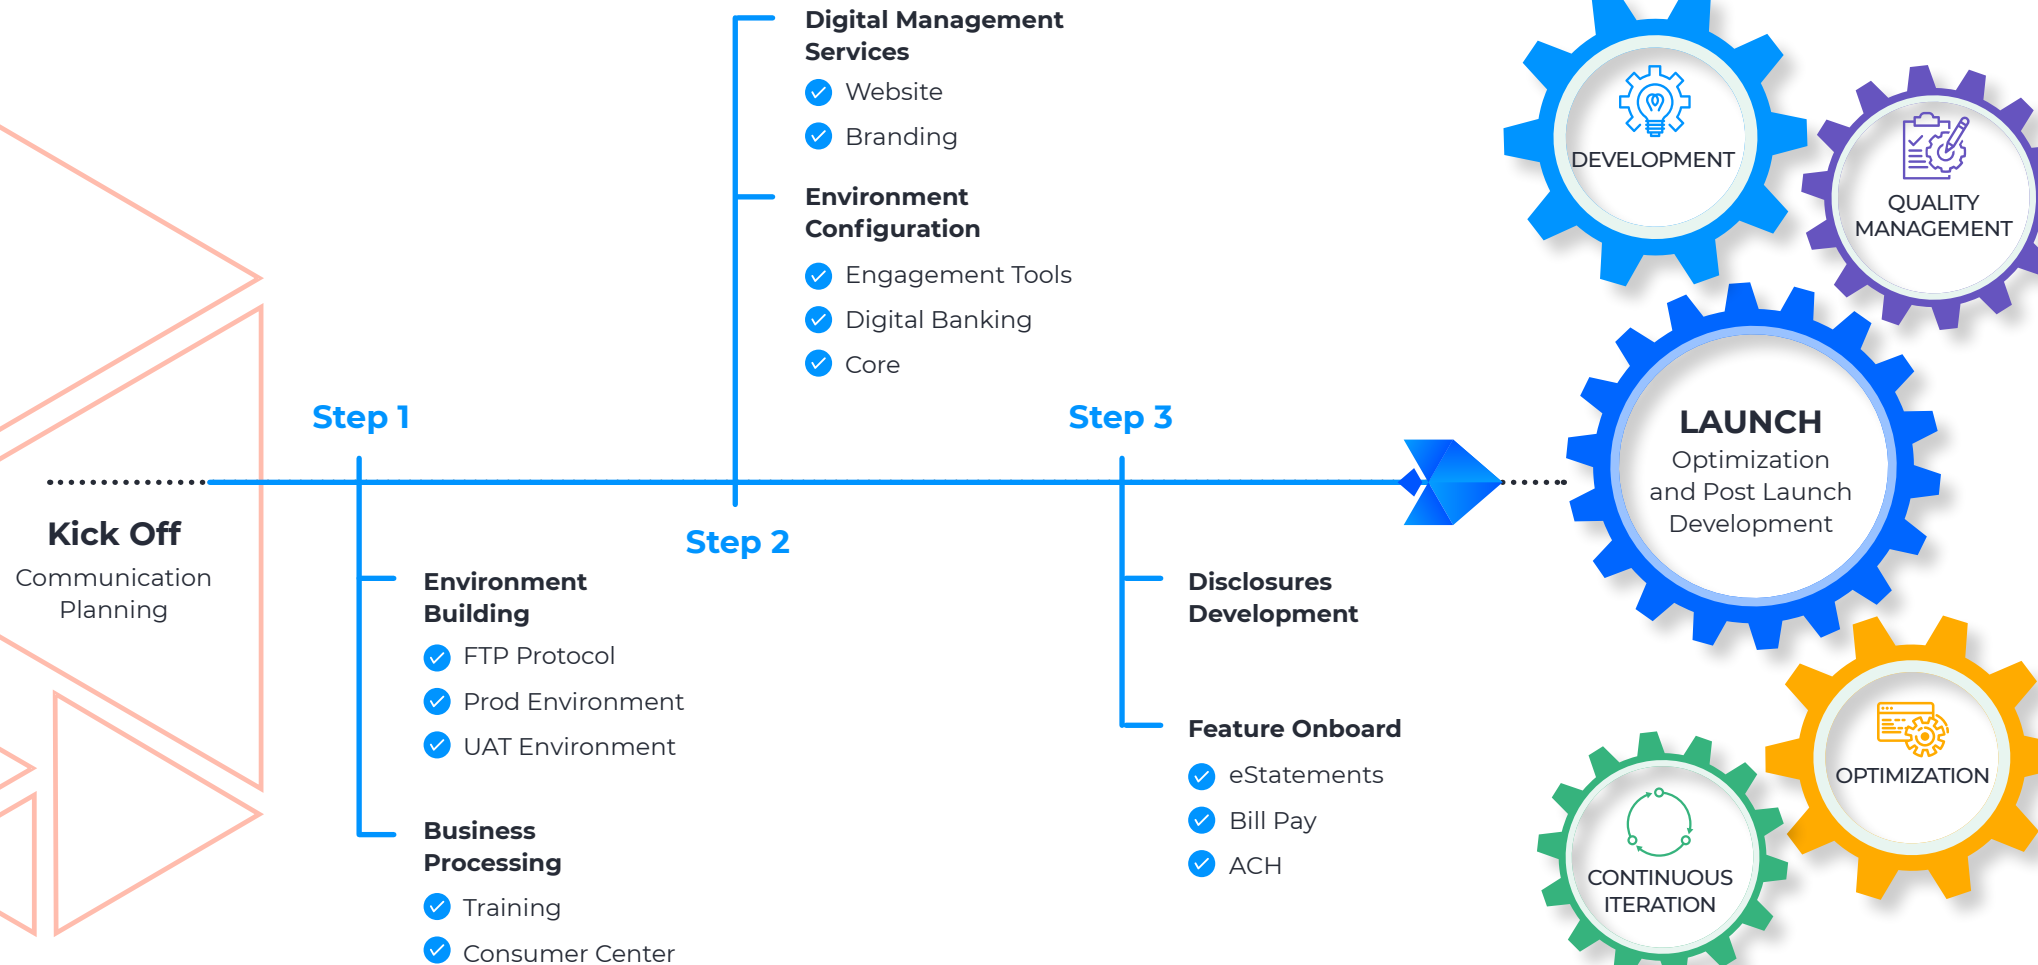 Kick Off
Communication
Planning
Step 1
Environment
Building
FTP Protocol
Prod Environment
UAT Environment
Business
Processing
Training
Consumer Center
Digital Management
Services
Website
Branding
Environment
Configuration
Engagement Tools
Digital Banking
Core
Step 2
Step 3
Disclosures
Development
Feature Onboard
eStatements
Bill Pay
ACH
DEVELOPMENT
QUALITY
MANAGEMENT
LAUNCH
Optimization
and Post Launch
Development
OPTIMIZATION
CONTINUOUS
ITERATION